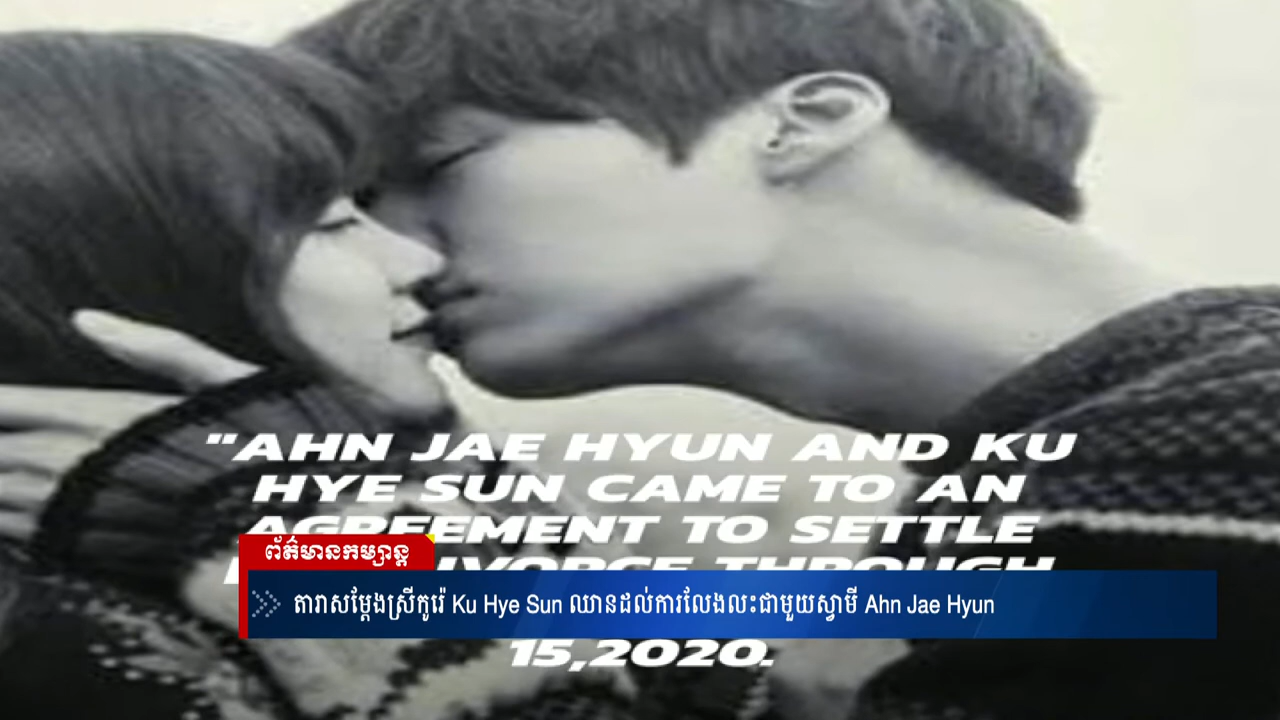 "AHN JAE HYUN AND KU
HYE SUN CAME TO AN
AGREEMENT TO SETTLE
THROUGH
ព័ត៌មានកម្សាន្ត
តារាសម្ដែងស្រីកូរ៉េ Ku Hye Sun ឈានដល់ការលែងលះជាមួយស្វាមី Ahn Jae Hyun
15,2020.